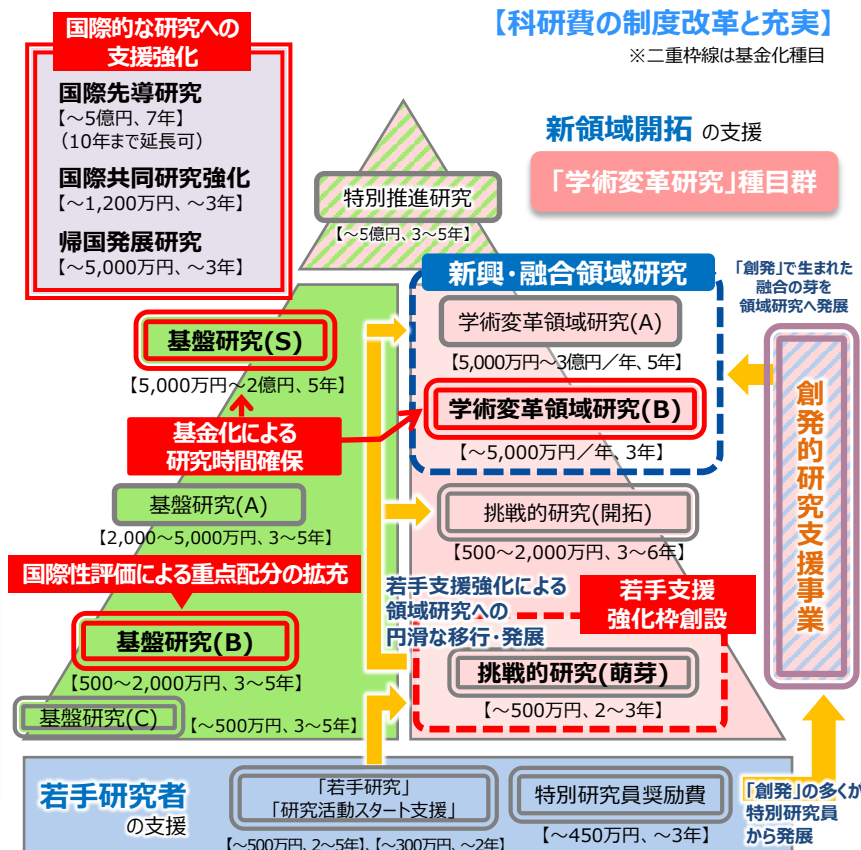 【科研費の制度改革と充実】
※二重枠線は基金化種目
国際的な研究への
支援強化
国際先導研究
【～5億円、7年】
（10年まで延長可）
国際共同研究強化
【～1,200万円、～3年】
帰国発展研究
【～5,000万円、～3年】
新領域開拓 の支援
「学術変革研究」種目群
特別推進研究
【～5億円、3～5年】
新興・融合領域研究
「創発」で生まれた
融合の芽を
領域研究へ発展
学術変革領域研究(A)
【5,000万円～3億円／年、5年】
学術変革領域研究(B)
【～5,000万円／年、3年】
基盤研究(S)
【5,000万円～2億円、5年】
基金化による
研究時間確保
基盤研究(A)
【2,000～5,000万円、3～5年】
挑戦的研究(開拓)
【500～2,000万円、3～6年】
創発的研究支援事業
国際性評価による重点配分の拡充
若手支援強化による
領域研究への
円滑な移行・発展
若手支援
強化枠創設
基盤研究(B)
【500～2,000万円、3～5年】
挑戦的研究(萌芽)
【～500万円、2～3年】
基盤研究(C)
【～500万円、3～5年】
若手研究者
の支援
「若手研究」
「研究活動スタート支援」
【～500万円、2～5年】、【～300万円、～2年】
特別研究員奨励費
【～450万円、～3年】
「創発」の多くが
特別研究員
から発展